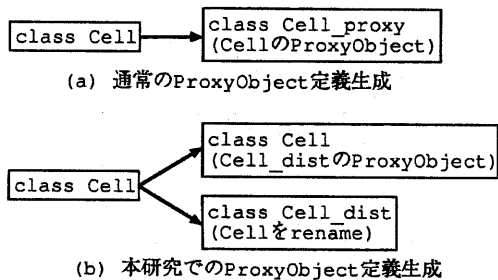 class Cell
class Cell_proxy
(CellのProxyObject)
(a) 通常のProxyObject定義生成
class Cell
class Cell
(Cell_distのProxyObject)
class Cell_dist
(Cellをrename)
(b) 本研究でのProxyObject定義生成